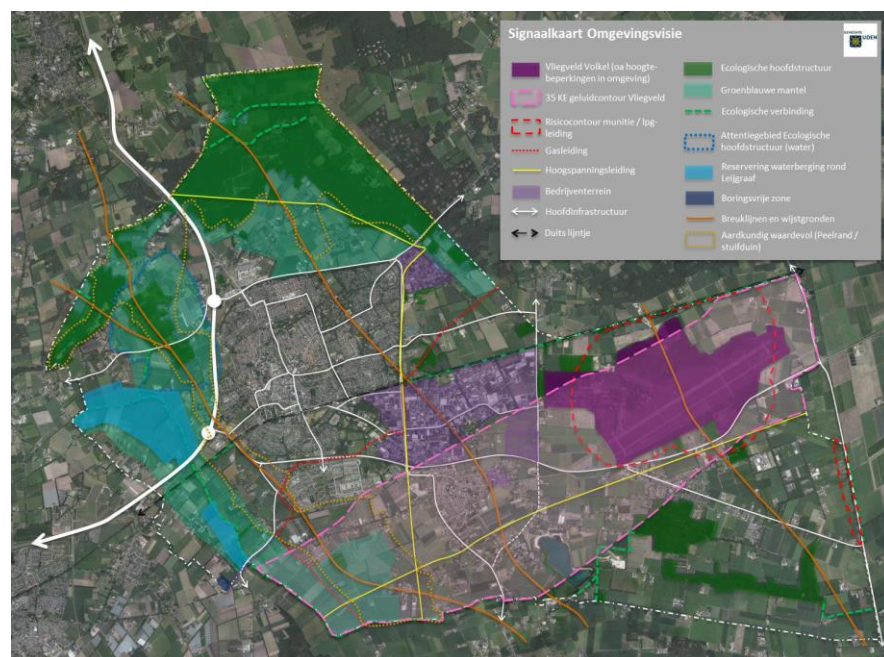 Signaalkaart Omgevingsvisie
GEMEENTE
UDEN
Vliegveld Volkel (oa hoogte-
beperkingen in omgeving)
35 KE geluidcontour Vliegveld
Risicocontour munitie / lpg-
leiding
Gasleiding
Hoogspanningsleiding
Bedrijventerrein
Hoofdinfrastructuur
Duits lijntje
Ecologische hoofdstructuur
Groenblauwe mantel
Ecologische verbinding
Attentiegebied Ecologische
hoofdstructuur (water)
Reservering waterberging rond
Leijgraaf
Boringsvrije zone
Breuklijnen en wijstgronden
Aardkundig waardevol (Peelrand /
stuifduin)